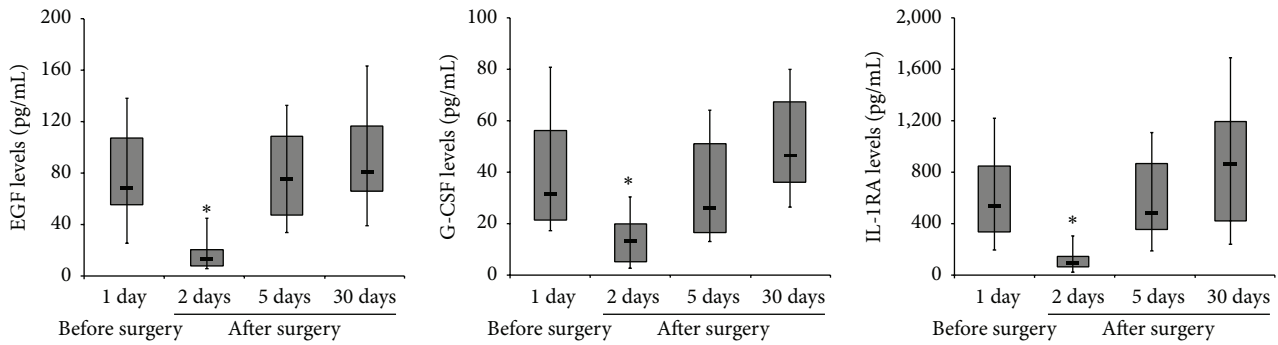 EGF levels (pg/mL)
200
160
120
80
40
0
*
1 day
2 days
5 days
30 days
Before surgery
After surgery
G-CSF levels (pg/mL)
100
80
60
40
20
0
*
1 day
2 days
5 days
30 days
Before surgery
After surgery
IL-1RA levels (pg/mL)
2,000
1,600
1,200
800
400
0
*
1 day
2 days
5 days
30 days
Before surgery
After surgery